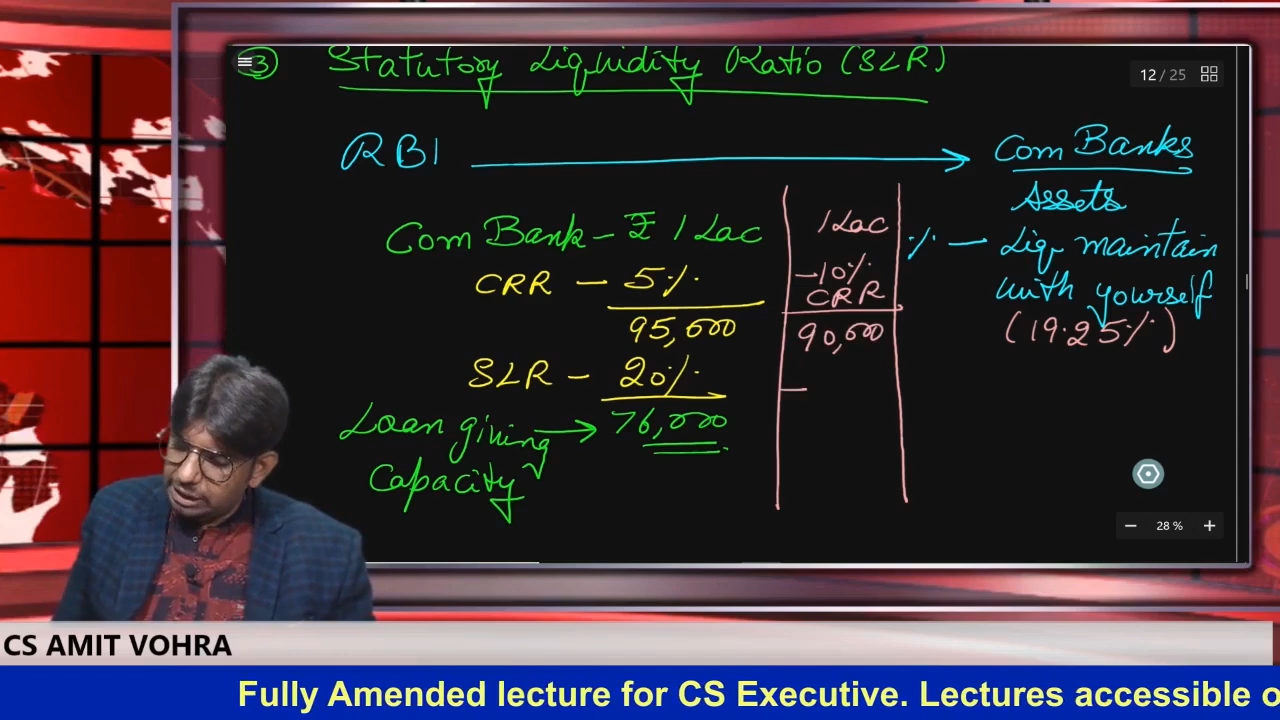 3 Statutory Liquidity Ratio (SLR)
12 / 25
RBI
Com Banks
Assets
Com Bank - ₹ 1 Lac
CRR - 5%
95,000
SLR - 20%
Loan giving → 76,000
Capacity
1 Lac
-10%
CRR
90,000
% - Liq. maintain
with yourself
(19.25%)
28 %
CS AMIT VOHRA
Fully Amended lecture for CS Executive. Lectures accessible o